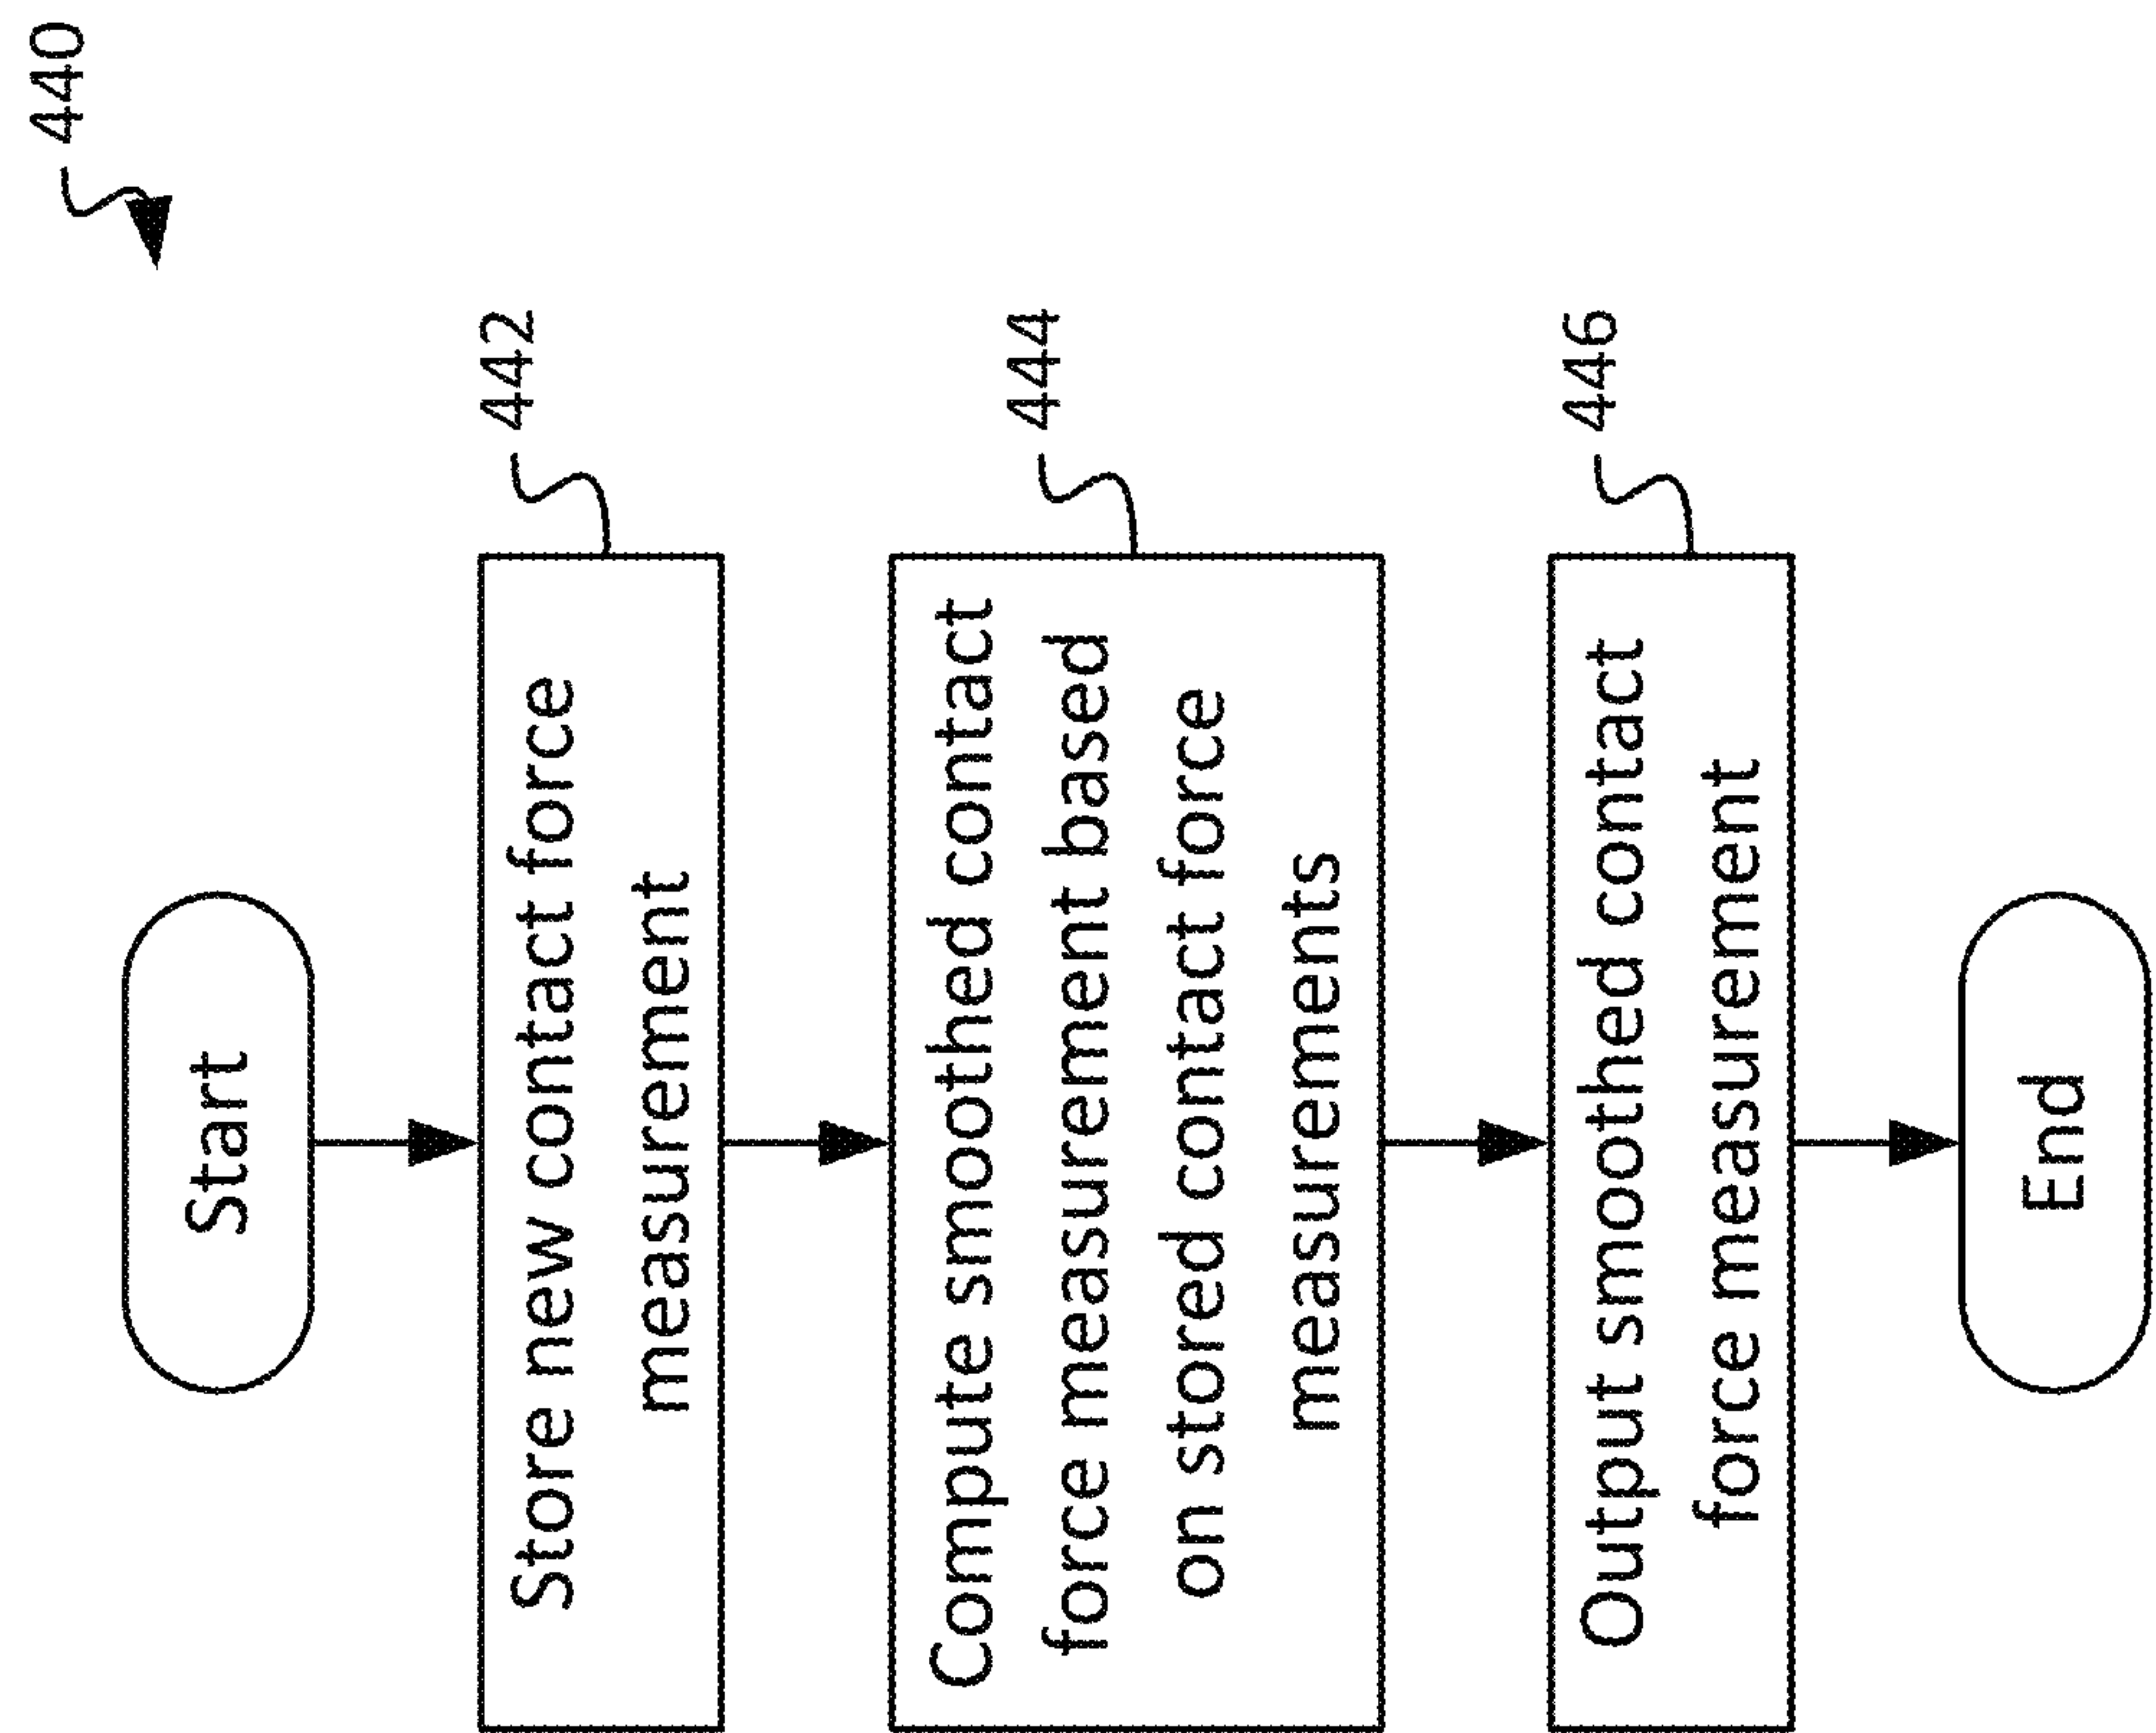 440
Start
Store new contact force
measurement
442
Compute smoothed contact
force measurement based
on stored contact force
measurements
444
Output smoothed contact
force measurement
446
End